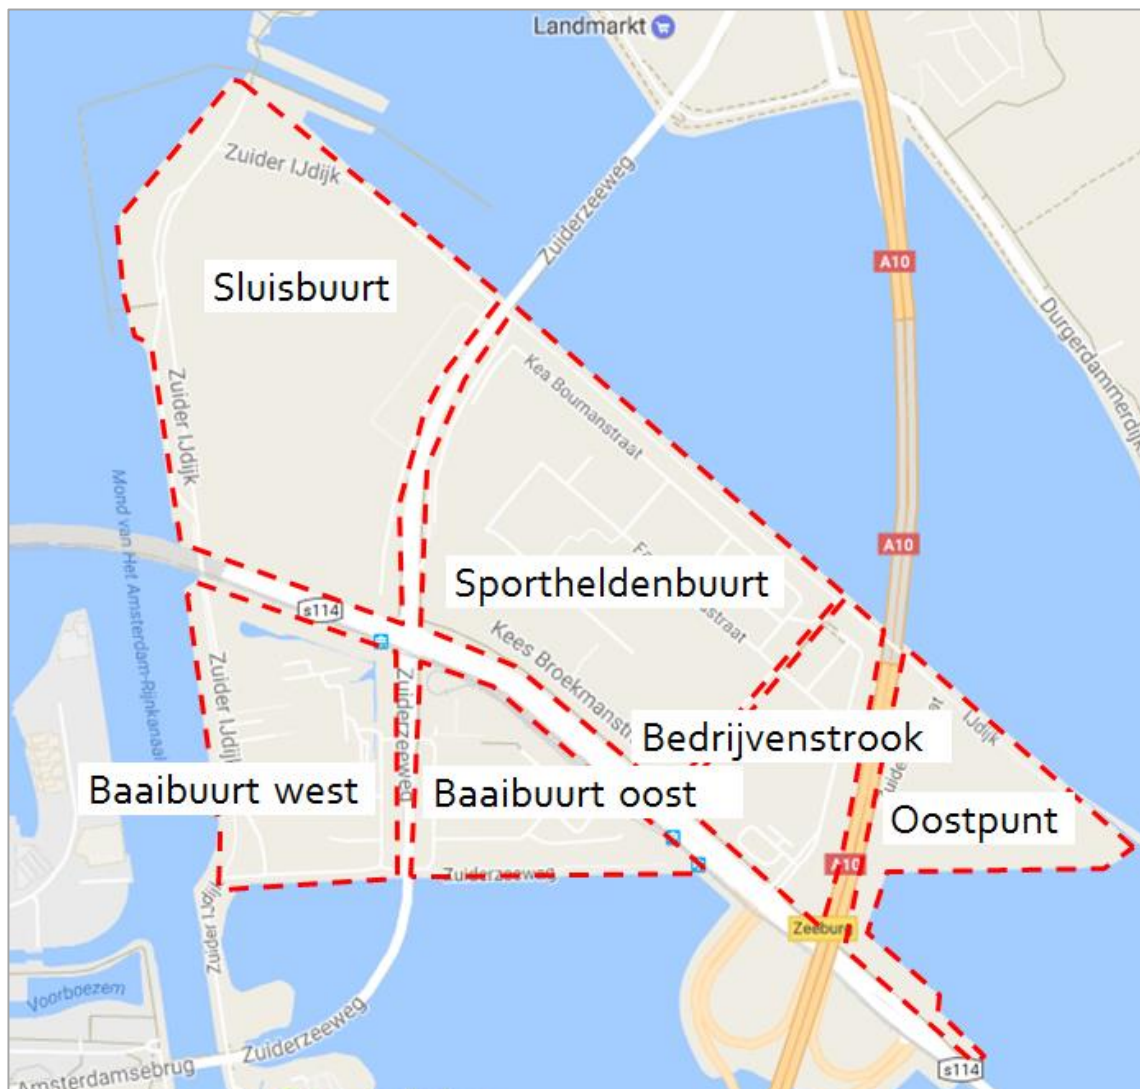 Landmarkt
Zuider IJdijk
Zuiderzeeweg
A10
Sluisbuurt
Durgerdammerdijk
Kea Boumanstraat
Zuider IJdijk
Mond van Het Amsterdam-Rijnkanaal
A10
Sportheldenbuurt
s114
Kees Broekmanstr
Zuider IJdijk
Zuiderzeeweg
IJdijk
Bedrijvenstrook
Baaibuurt west
Baaibuurt oost
Oostpunt
A10
Zuiderzeeweg
Zuider IJdijk
Zeeburg
Voorboezem
Zuiderzeeweg
Amsterdamsebrug
s114